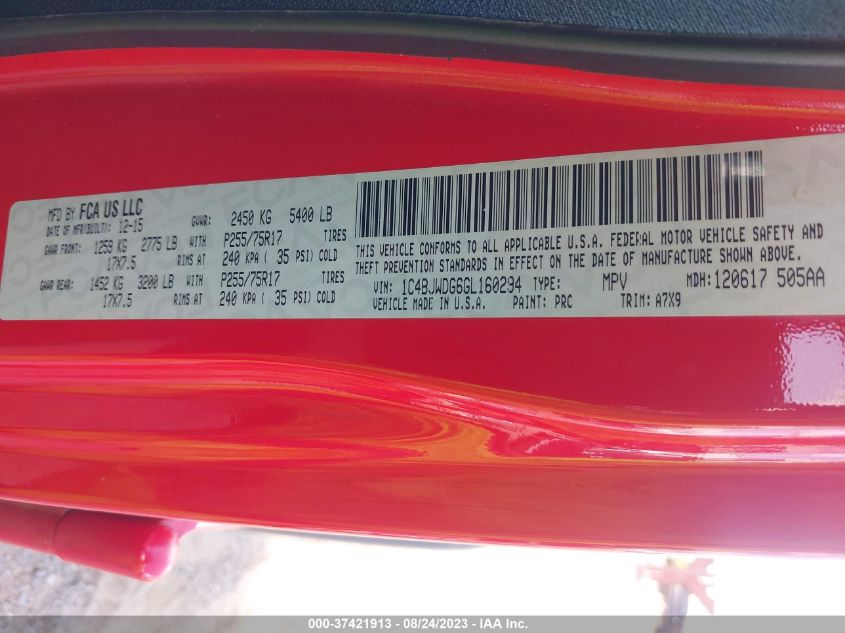 MFD BY FCA US LLC
DATE OF MFR(BUILT): 12-15 GVWR: 2450 KG 5400 LB
GAWR FRONT: 1259 KG 2775 LB WITH P255/75R17 TIRES
17X7.5 RIMS AT 240 KPA ( 35 PSI) COLD
GAWR REAR: 1452 KG 3200 LB WITH P255/75R17 TIRES
17X7.5 RIMS AT 240 KPA ( 35 PSI) COLD
THIS VEHICLE CONFORMS TO ALL APPLICABLE U.S.A. FEDERAL MOTOR VEHICLE SAFETY AND
THEFT PREVENTION STANDARDS IN EFFECT ON THE DATE OF MANUFACTURE SHOWN ABOVE.
VIN: 1C4BJWDG6GL160294 TYPE: MPV MDH: 120617 505AA
VEHICLE MADE IN U.S.A. PAINT: PRC TRIM: A7X9
000-37421913 - 08/24/2023 - IAA Inc.